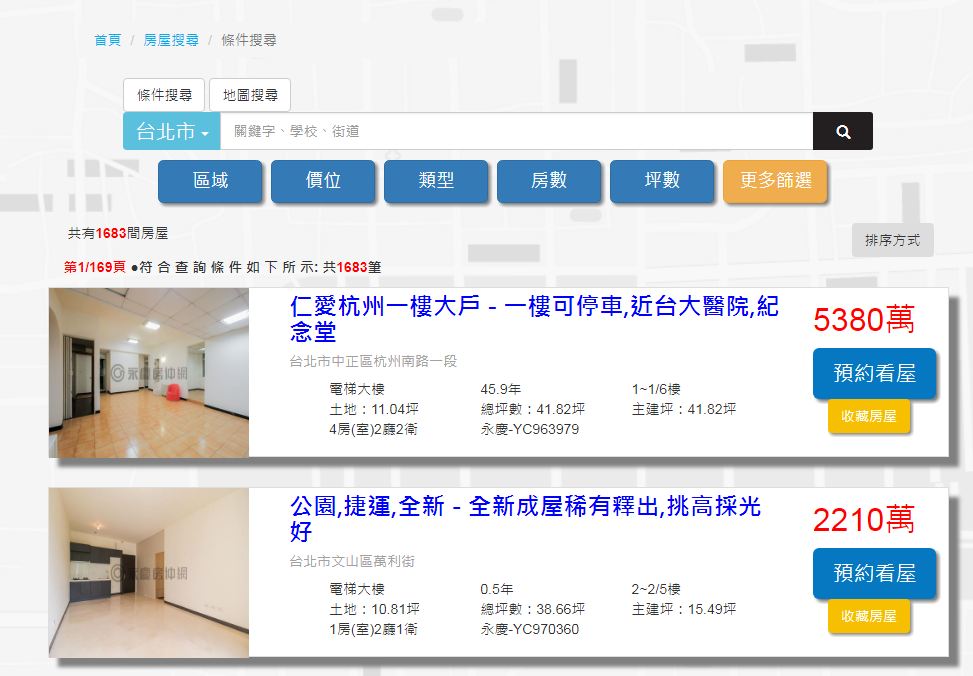 首頁 / 房屋搜尋 / 條件搜尋
條件搜尋 地圖搜尋
台北市 關鍵字、學校、街道
區域 價位 類型 房數 坪數 更多篩選
共有1683間房屋
排序方式
第1/169頁 ●符 合 查 詢 條 件 如 下 所 示: 共1683筆
永慶房仲網
仁愛杭州一樓大戶 - 一樓可停車,近台大醫院,紀
念堂
台北市中正區杭州南路一段
電梯大樓 45.9年 1~1/6樓
土地：11.04坪 總坪數：41.82坪 主建坪：41.82坪
4房(室)2廳2衛 永慶-YC963979
5380萬
預約看屋
收藏房屋
永慶房仲網
公園,捷運,全新 - 全新成屋稀有釋出,挑高採光
好
台北市文山區萬利街
電梯大樓 0.5年 2~2/5樓
土地：10.81坪 總坪數：38.66坪 主建坪：15.49坪
1房(室)2廳1衛 永慶-YC970360
2210萬
預約看屋
收藏房屋